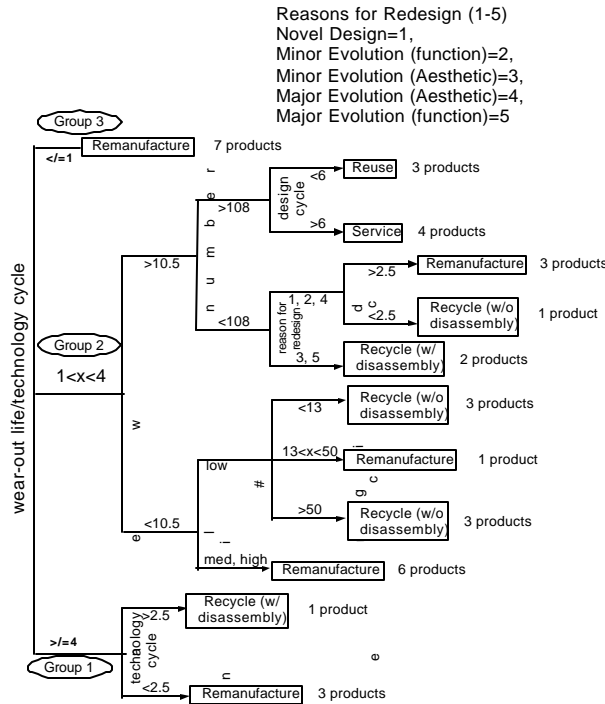 Reasons for Redesign (1-5)
Novel Design=1,
Minor Evolution (function)=2,
Minor Evolution (Aesthetic)=3,
Major Evolution (Aesthetic)=4,
Major Evolution (function)=5
wear-out life/technology cycle
Group 3
</=1
Remanufacture
7 products
Group 2
1<x<4
>10.5
number
>108
design
cycle
<6
Reuse
3 products
>6
Service
4 products
<108
reason for
redesign
1, 2, 4
d c
>2.5
Remanufacture
3 products
<2.5
Recycle (w/o
disassembly)
1 product
3, 5
Recycle (w/
disassembly)
2 products
w
e
<10.5
l
i
low
#
<13
Recycle (w/o
disassembly)
3 products
13<x<50
Remanufacture
1 product
i
c
g
>50
Recycle (w/o
disassembly)
3 products
med, high
Remanufacture
6 products
>/=4
Group 1
technology
cycle
>2.5
Recycle (w/
disassembly)
1 product
<2.5
Remanufacture
3 products
n
e